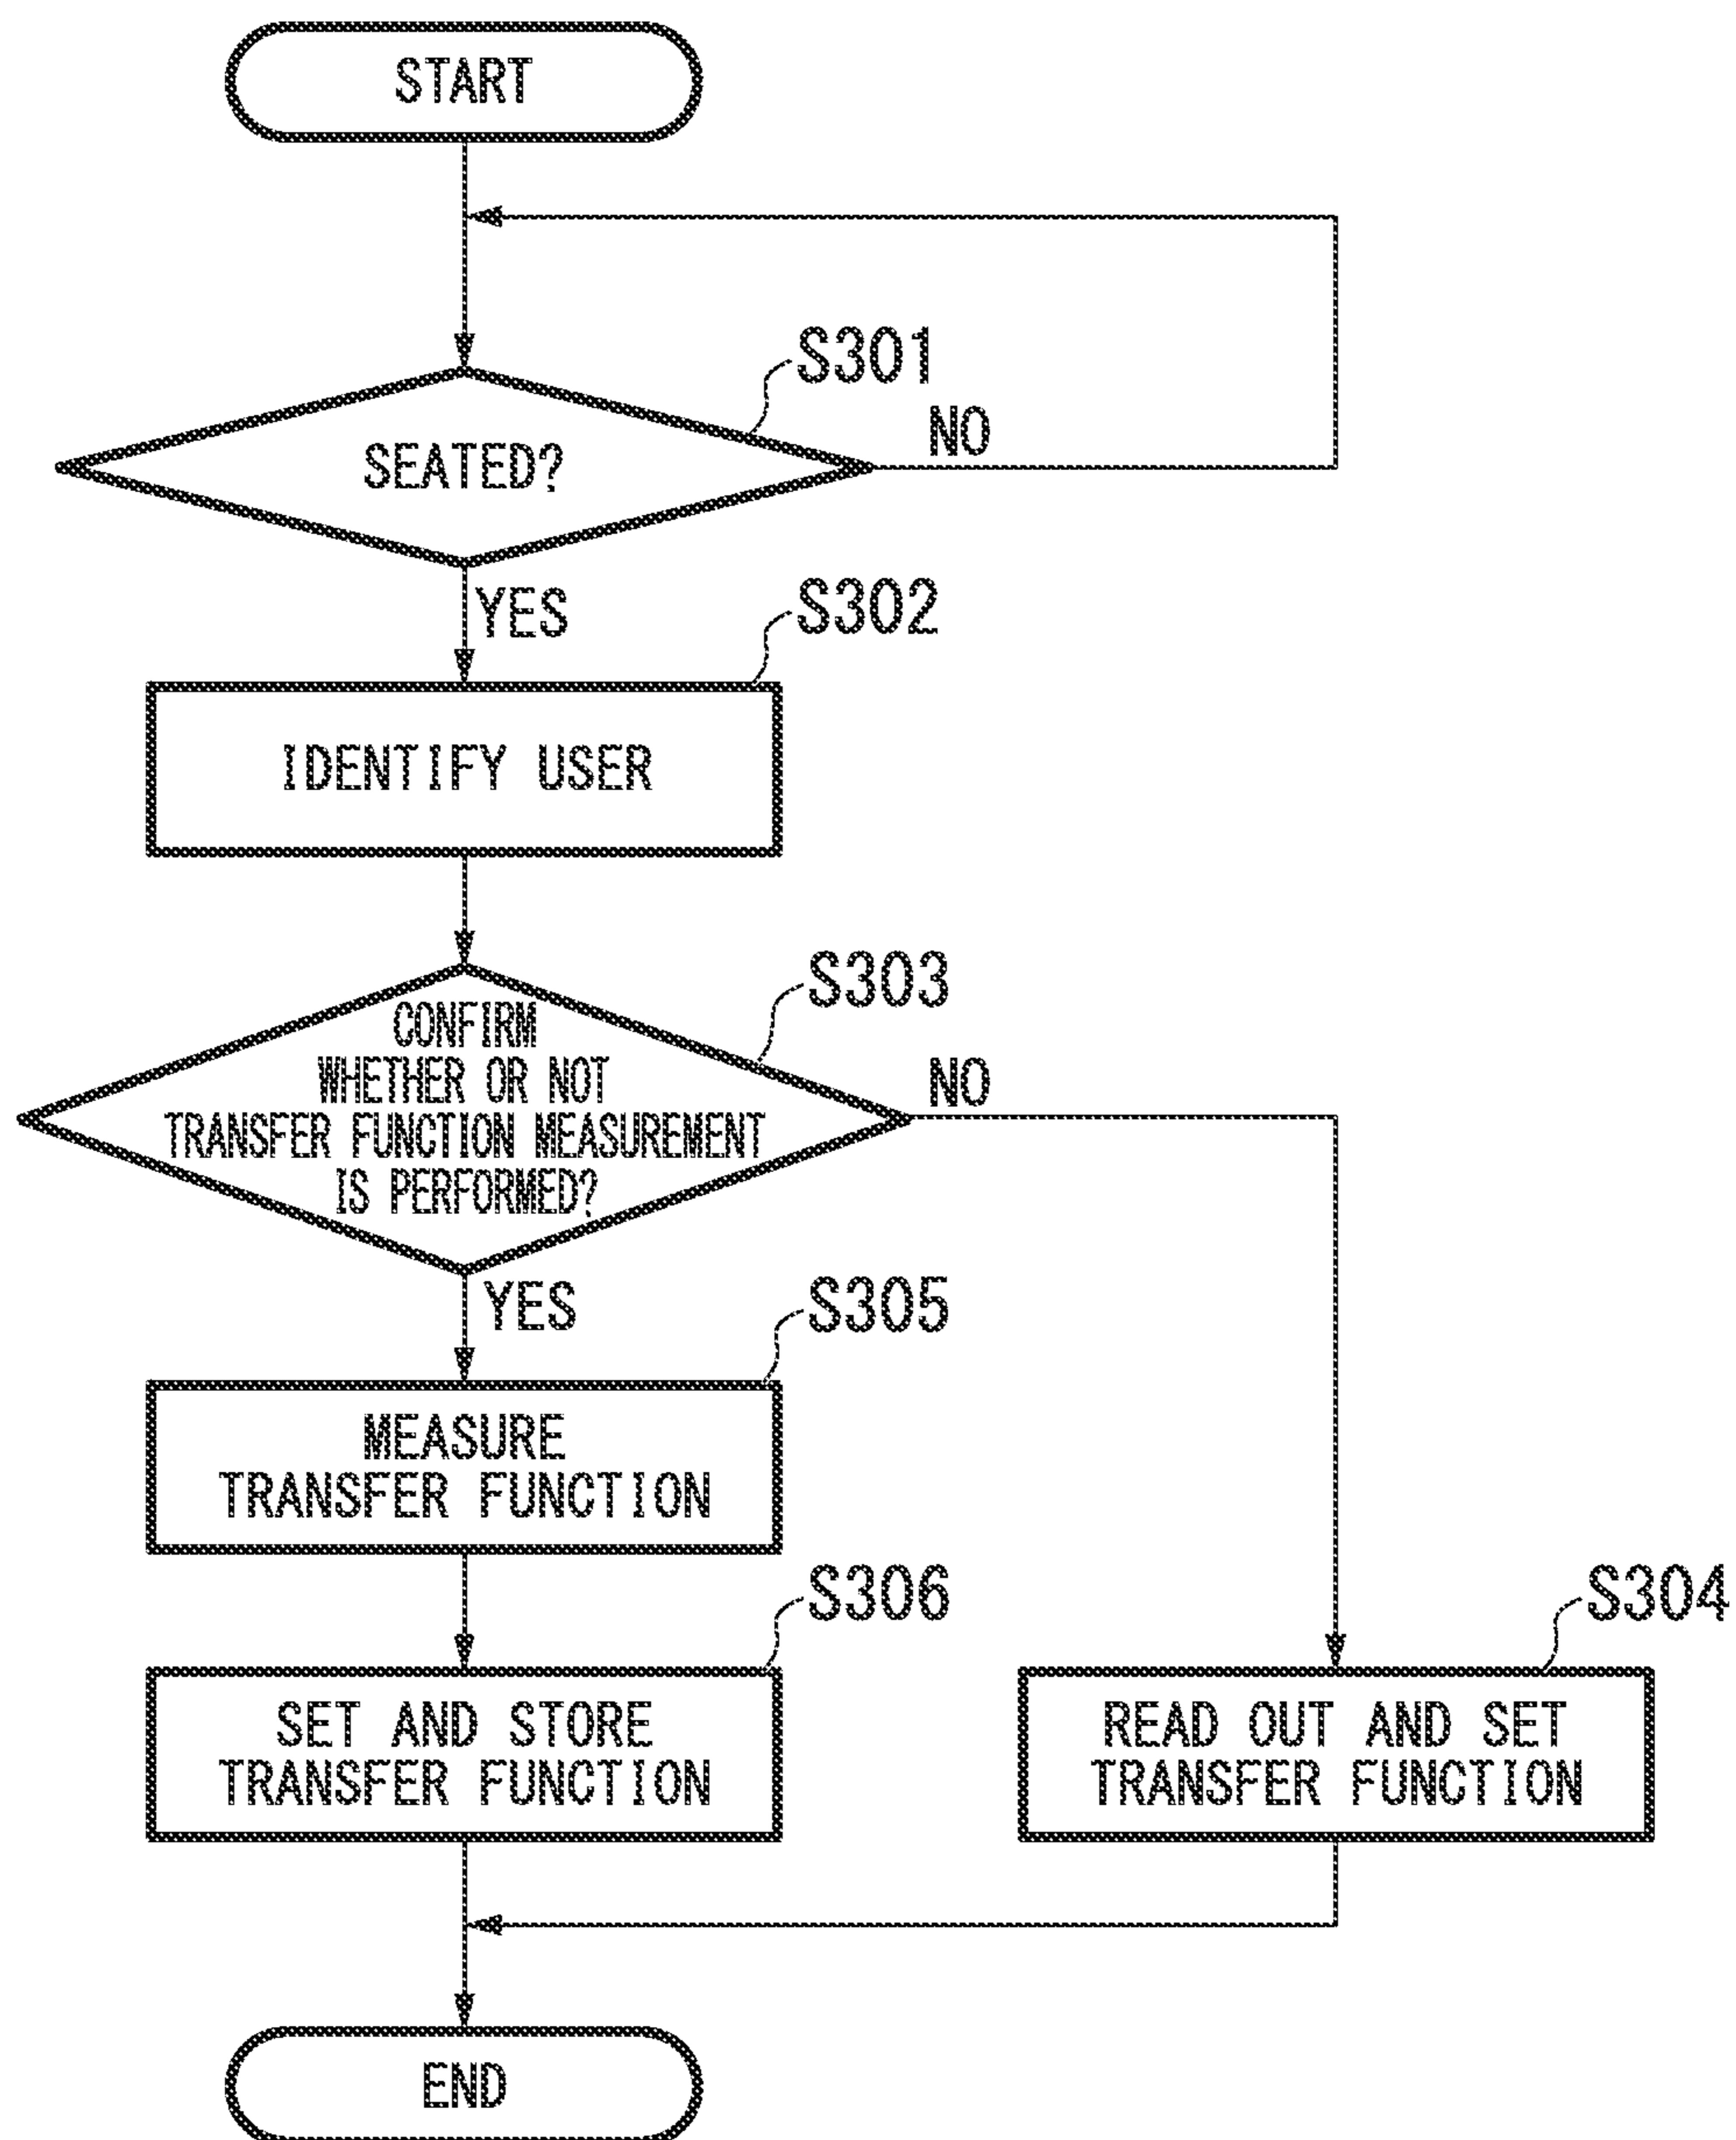 START
S301
NO
SEATED?
YES
S302
IDENTIFY USER
S303
CONFIRM
WHETHER OR NOT
TRANSFER FUNCTION MEASUREMENT
IS PERFORMED?
NO
YES
S305
MEASURE
TRANSFER FUNCTION
S306
SET AND STORE
TRANSFER FUNCTION
S304
READ OUT AND SET
TRANSFER FUNCTION
END